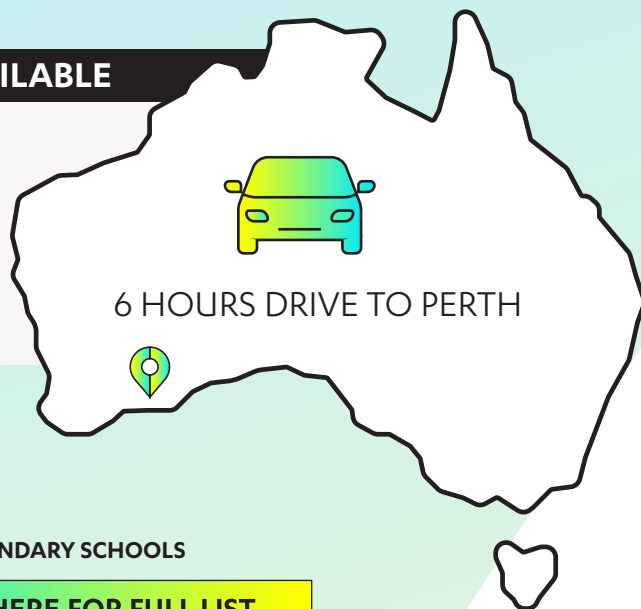 ILABLE
6 HOURS DRIVE TO PERTH
NDARY SCHOOLS
HERE FOR FULL LIST